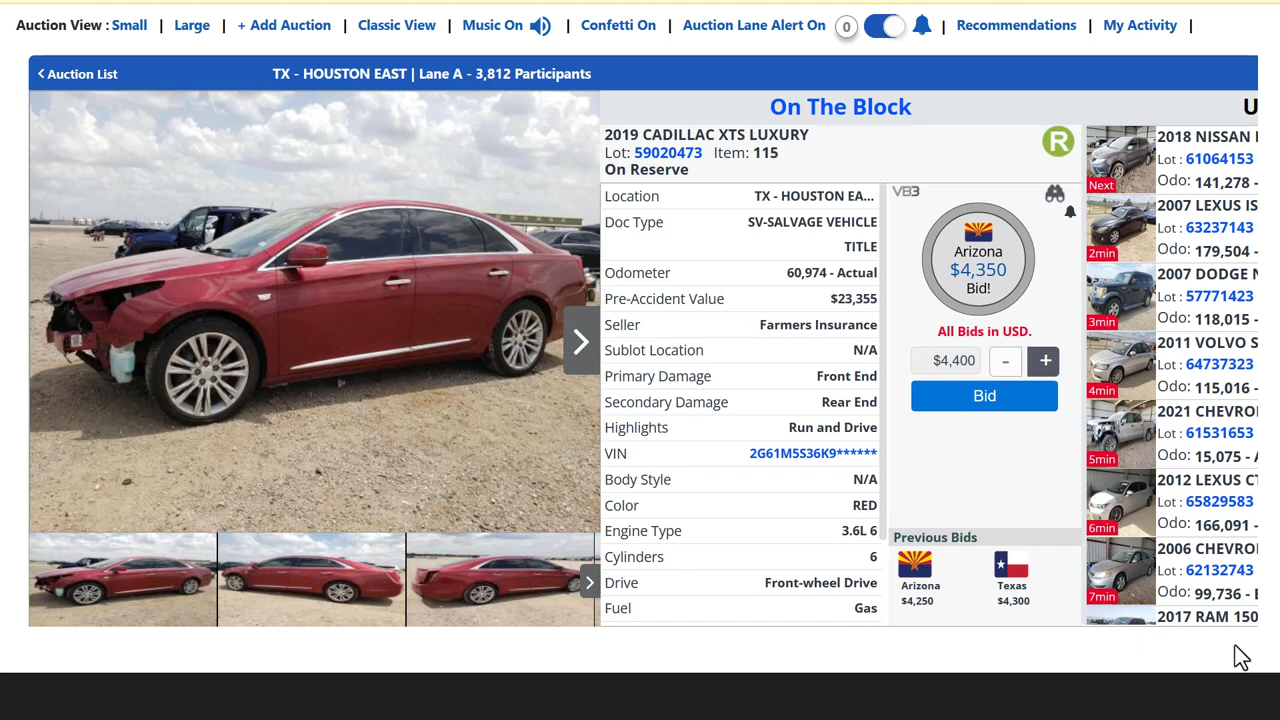 Auction View : Small | Large | + Add Auction | Classic View | Music On | Confetti On | Auction Lane Alert On 0 | Recommendations | My Activity |
Auction List
TX - HOUSTON EAST | Lane A - 3,812 Participants
On The Block
2019 CADILLAC XTS LUXURY
Lot: 59020473 Item: 115
On Reserve
R
Location TX - HOUSTON EA...
Doc Type SV-SALVAGE VEHICLE
TITLE
Odometer 60,974 - Actual
Pre-Accident Value $23,355
Seller Farmers Insurance
Sublot Location N/A
Primary Damage Front End
Secondary Damage Rear End
Highlights Run and Drive
VIN 2G61M5S36K9******
Body Style N/A
Color RED
Engine Type 3.6L 6
Cylinders 6
Drive Front-wheel Drive
Fuel Gas
VB3
Arizona
$4,350
Bid!
All Bids in USD.
$4,400 - +
Bid
Previous Bids
Arizona
$4,250
Texas
$4,300
U
2018 NISSAN
Lot : 61064153
Next
Odo: 141,278 -
2007 LEXUS IS
Lot : 63237143
2min
Odo: 179,504 -
2007 DODGE N
Lot : 57771423
3min
Odo: 118,015 -
2011 VOLVO S
Lot : 64737323
4min
Odo: 115,016 -
2021 CHEVRO
Lot : 61531653
5min
Odo: 15,075 - A
2012 LEXUS CT
Lot : 65829583
6min
Odo: 166,091 -
2006 CHEVRO
Lot : 62132743
7min
Odo: 99,736 - E
2017 RAM 150